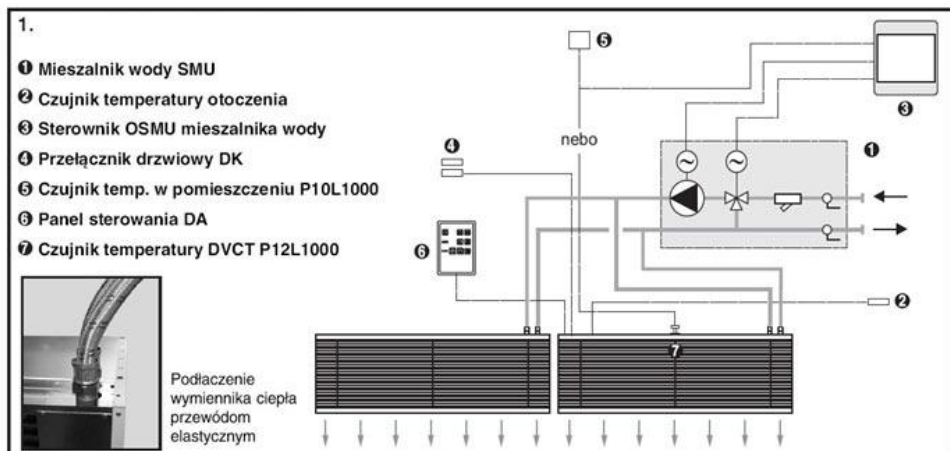 1.
❶ Mieszalnik wody SMU
❷ Czujnik temperatury otoczenia
❸ Sterownik OSMU mieszalnika wody
❹ Przełącznik drzwiowy DK
❺ Czujnik temp. w pomieszczeniu P10L1000
❻ Panel sterowania DA
❼ Czujnik temperatury DVCT P12L1000
❺
❸
nebo
❹
❶
❻
❷
❼
Podłaczenie
wymiennika ciepła
przewódom
elastycznym